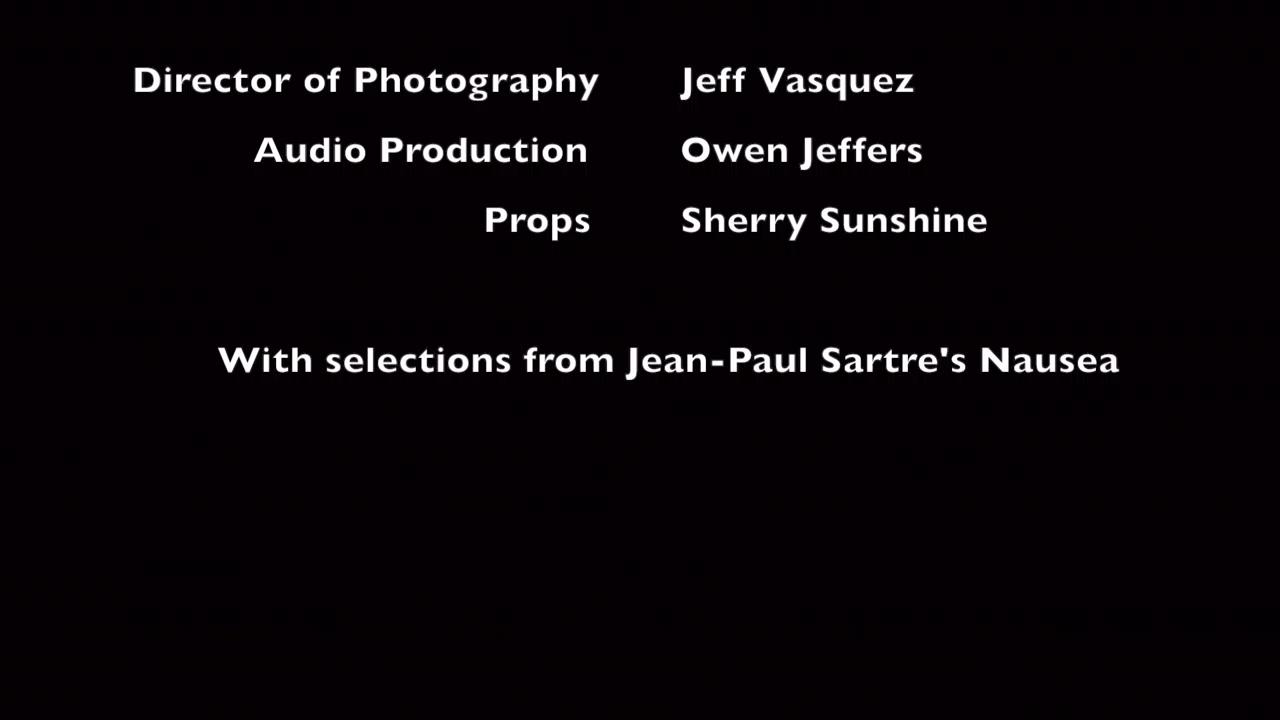 Director of Photography Jeff Vasquez
Audio Production Owen Jeffers
Props Sherry Sunshine
With selections from Jean-Paul Sartre's Nausea